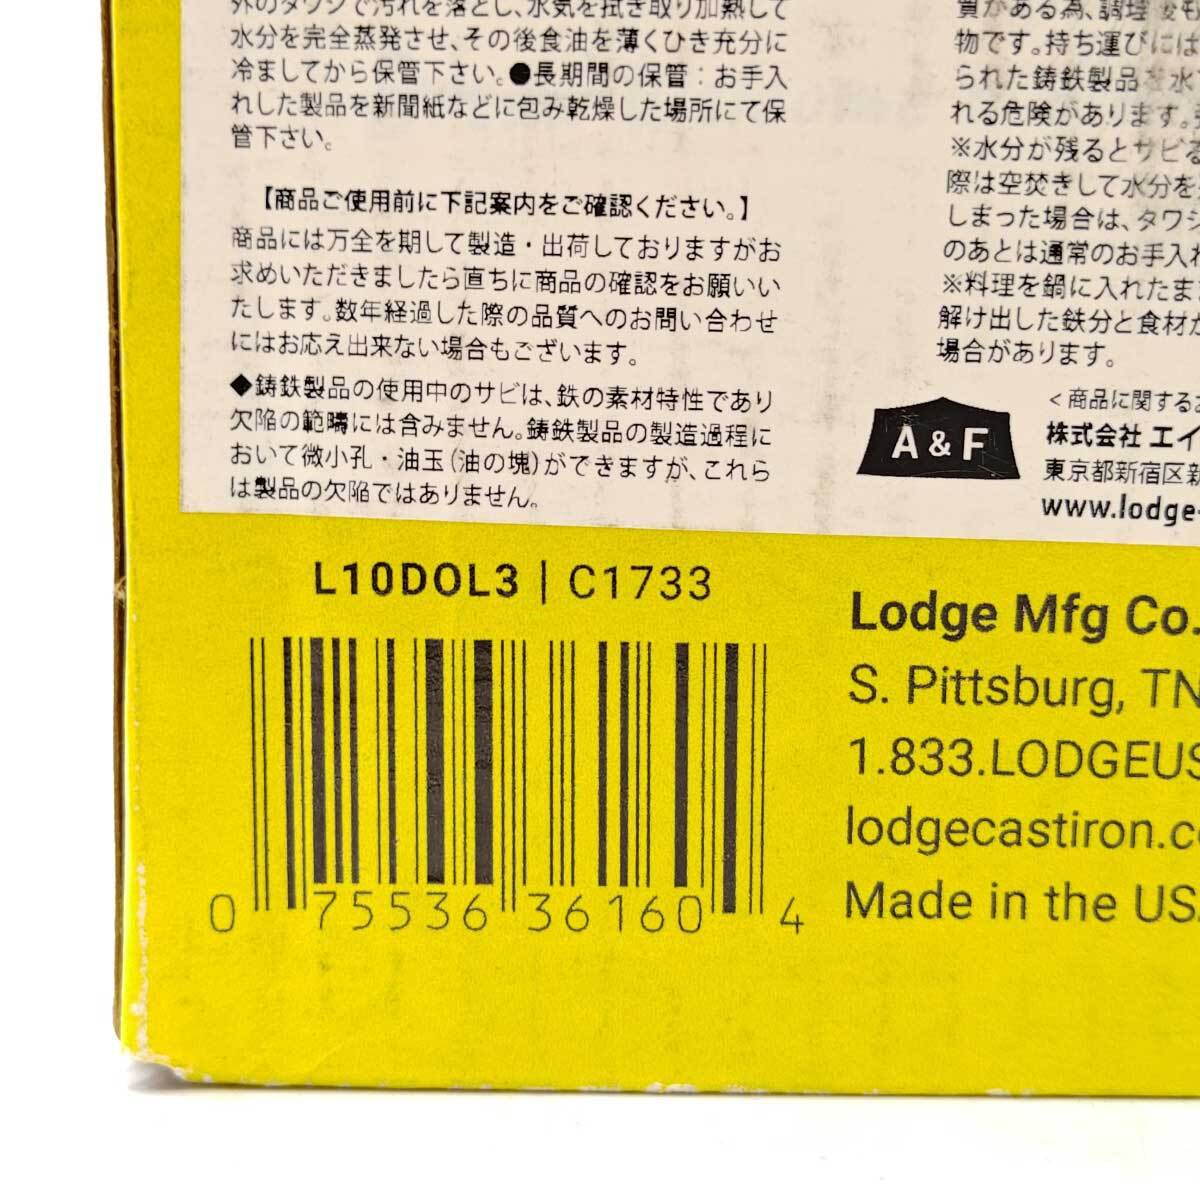 外のタワシで汚れを落とし、水気を拭き取り加熱して
水分を完全蒸発させ、その後食油を薄くひき充分に
冷ましてから保管下さい。●長期間の保管：お手入
れした製品を新聞紙などに包み乾燥した場所にて保
管下さい。
【商品ご使用前に下記案内をご確認ください。】
商品には万全を期して製造・出荷しておりますがお
求めいただきましたら直ちに商品の確認をお願いい
たします。数年経過した際の品質へのお問い合わせ
にはお応え出来ない場合もございます。
◆鋳鉄製品の使用中のサビは、鉄の素材特性であり
欠陥の範疇には含みません。鋳鉄製品の製造過程に
おいて微小孔・油玉（油の塊）ができますが、これら
は製品の欠陥ではありません。
質がある為、調理後も
物です。持ち運びには
られた鋳鉄製品を水
れる危険があります。
※水分が残るとサビる
際は空焚きして水分を
しまった場合は、タワシ
のあとは通常のお手入れ
※料理を鍋に入れたまま
解け出した鉄分と食材が
場合があります。
A & F
＜商品に関するお
株式会社 エイ
東京都新宿区新
www.lodge-
L10DOL3 | C1733
0 75536 36160 4
Lodge Mfg Co.
S. Pittsburg, TN
1.833.LODGEUS
lodgecastiron.co
Made in the USA